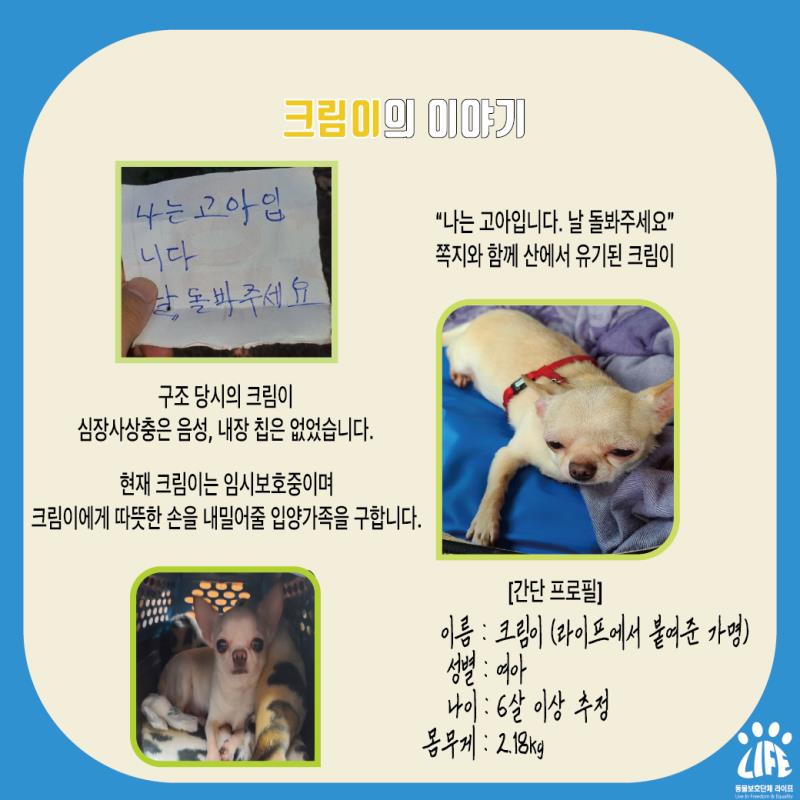 크림이의 이야기
나는 고아입
니다
날 돌봐주세요
“나는 고아입니다. 날 돌봐주세요”
쪽지와 함께 산에서 유기된 크림이
구조 당시의 크림이
심장사상충은 음성, 내장 칩은 없었습니다.
현재 크림이는 임시보호중이며
크림이에게 따뜻한 손을 내밀어줄 입양가족을 구합니다.
[간단 프로필]
이름 : 크림이 (라이프에서 붙여준 가명)
성별 : 여아
나이 : 6살 이상 추정
몸무게 : 2.18kg
LIFE
동물보호단체 라이프
Live In Freedom & Equality